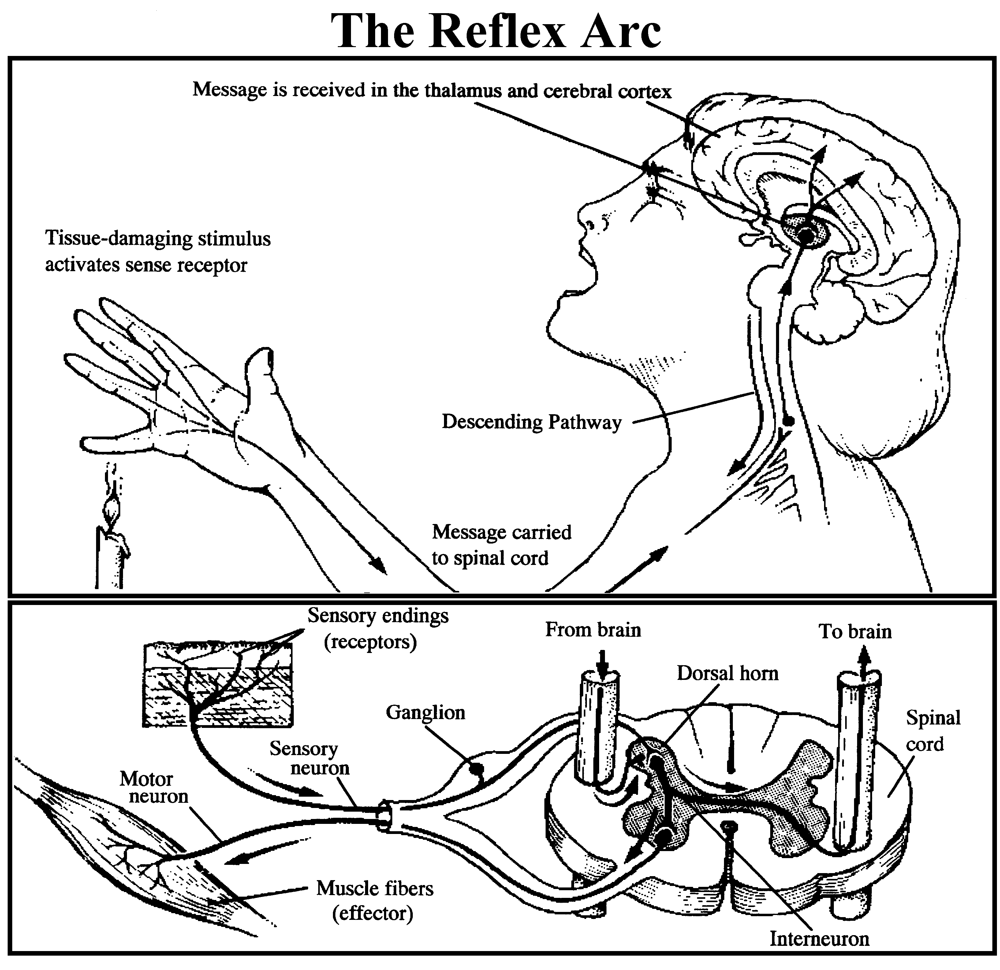 The Reflex Arc
Message is received in the thalamus and cerebral cortex
Tissue-damaging stimulus
activates sense receptor
Descending Pathway
Message carried
to spinal cord
Sensory endings
(receptors)
From brain
To brain
Dorsal horn
Ganglion
Spinal
cord
Sensory
neuron
Motor
neuron
Muscle fibers
(effector)
Interneuron